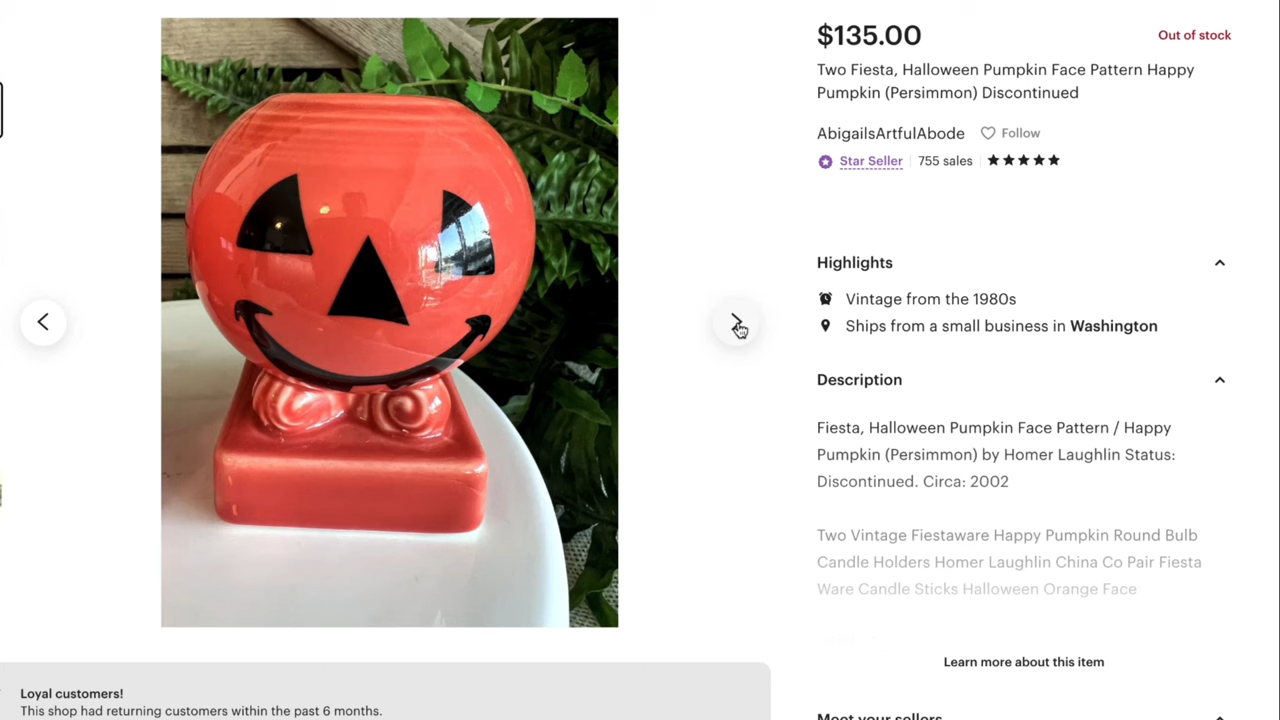 $135.00
Out of stock
Two Fiesta, Halloween Pumpkin Face Pattern Happy
Pumpkin (Persimmon) Discontinued
AbigailsArtfulAbode Follow
Star Seller 755 sales
Highlights
Vintage from the 1980s
Ships from a small business in Washington
Description
Fiesta, Halloween Pumpkin Face Pattern / Happy
Pumpkin (Persimmon) by Homer Laughlin Status:
Discontinued. Circa: 2002
Two Vintage Fiestaware Happy Pumpkin Round Bulb
Candle Holders Homer Laughlin China Co Pair Fiesta
Ware Candle Sticks Halloween Orange Face
Learn more about this item
Meet your sellers
Loyal customers!
This shop had returning customers within the past 6 months.